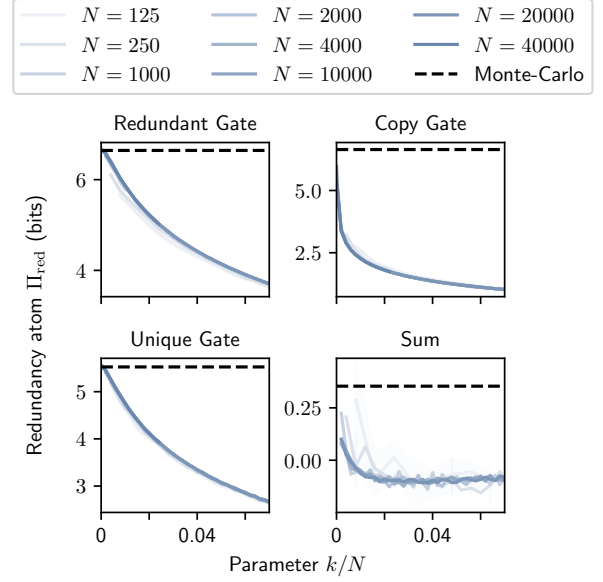 N = 125 N = 2000 N = 20000
N = 250 N = 4000 N = 40000
N = 1000 N = 10000 Monte-Carlo
Redundant Gate Copy Gate
6
4
5.0
2.5
Redundancy atom Π_red (bits)
Unique Gate Sum
5
4
3
0.25
0.00
0 0.04 0 0.04
Parameter k/N